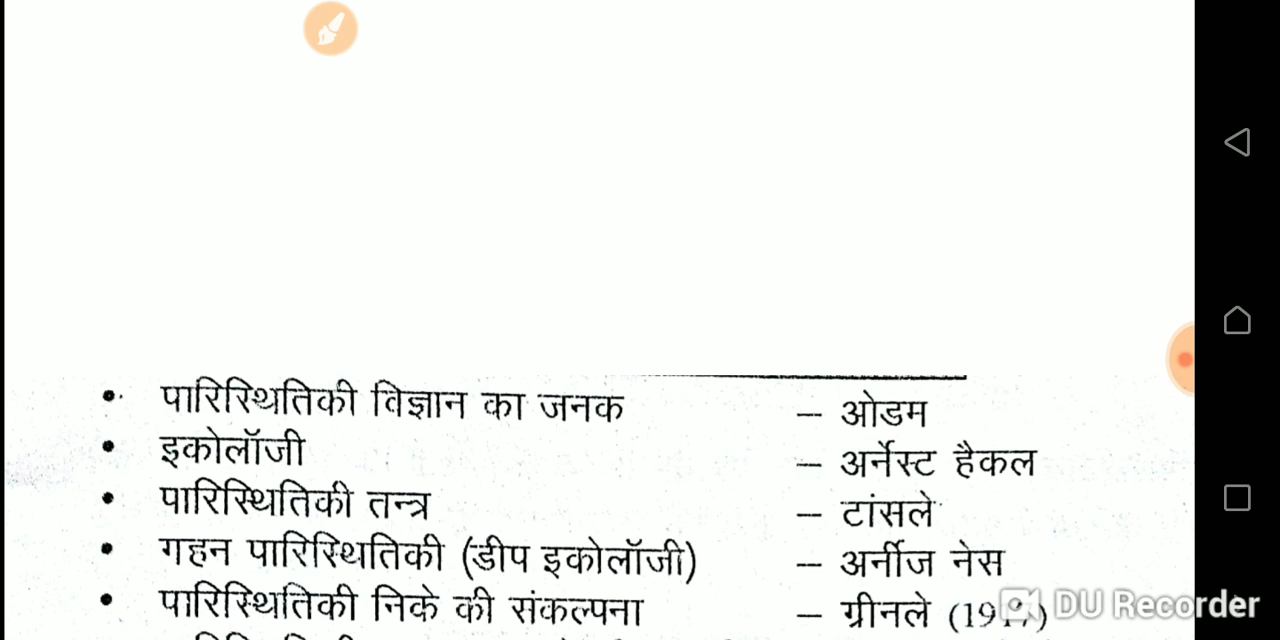 • पारिस्थितिकी विज्ञान का जनक – ओडम
• इकोलॉजी – अर्नेस्ट हैकल
• पारिस्थितिकी तन्त्र – टांसले
• गहन पारिस्थितिकी (डीप इकोलॉजी) – अर्नीज नेस
• पारिस्थितिकी निके की संकल्पना – ग्रीनले
DU Recorder